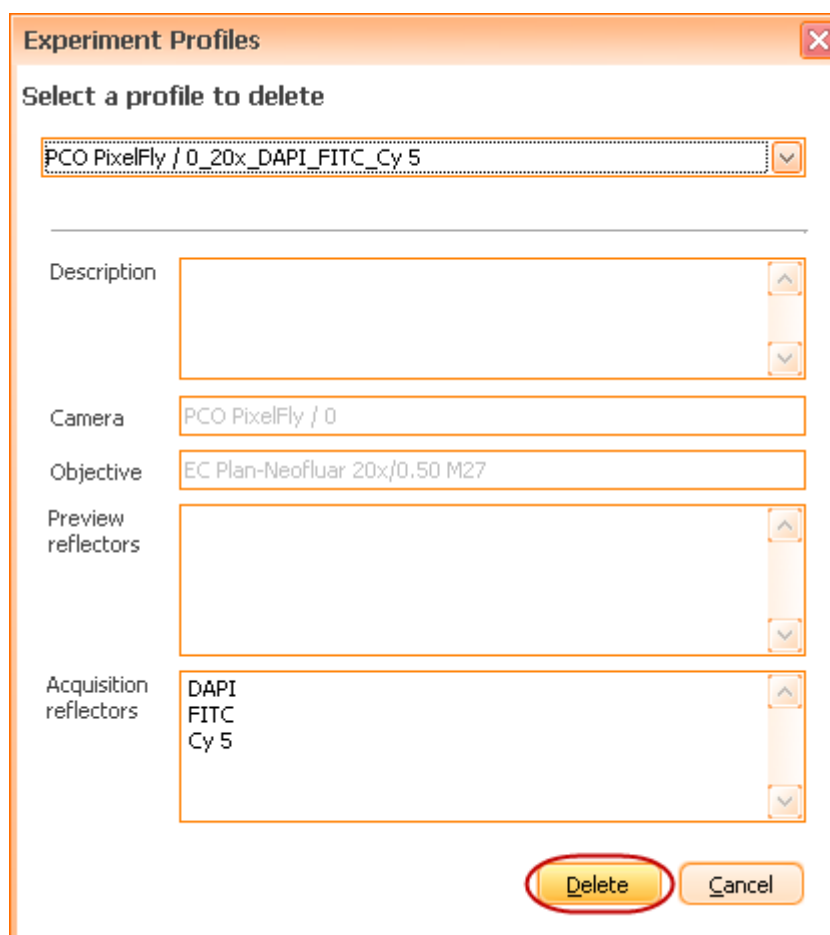 Experiment Profiles
Select a profile to delete
PCO PixelFly / 0_20x_DAPI_FITC_Cy 5
Description
Camera
PCO PixelFly / 0
Objective
EC Plan-Neofluar 20x/0.50 M27
Preview
reflectors
Acquisition
reflectors
DAPI
FITC
Cy 5
Delete
Cancel